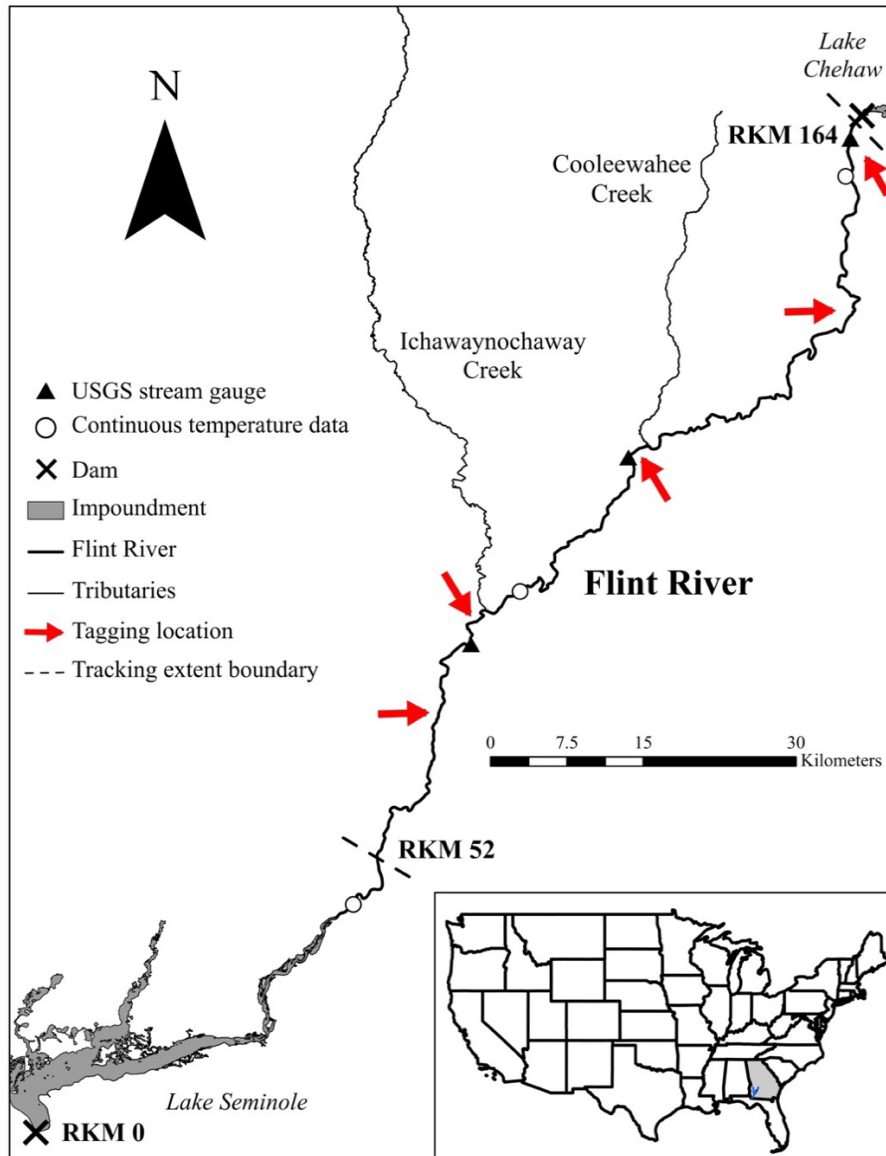 Lake
Chehaw
N
RKM 164
Cooleewahee
Creek
Ichawaynochaway
Creek
USGS stream gauge
Continuous temperature data
Dam
Impoundment
Flint River
Tributaries
Tagging location
Tracking extent boundary
Flint River
0 7.5 15 30
Kilometers
RKM 52
Lake Seminole
RKM 0